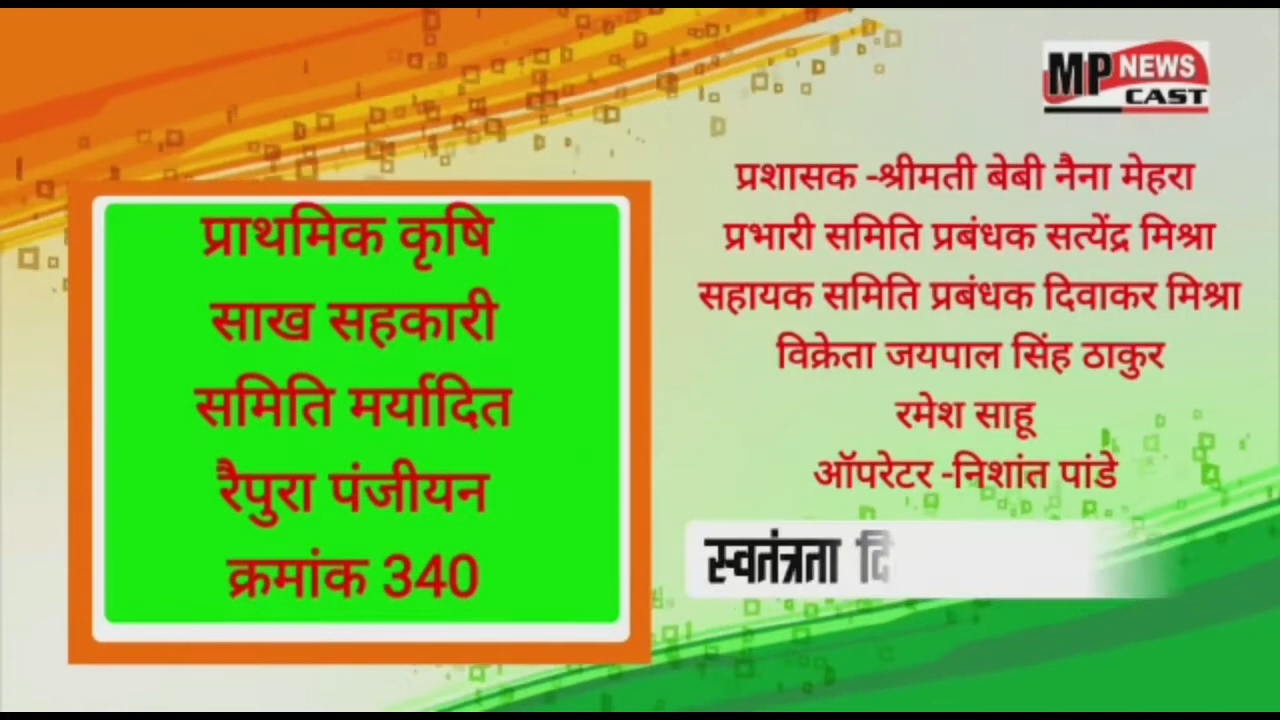 प्राथमिक कृषि
साख सहकारी
समिति मर्यादित
रैपुरा पंजीयन
क्रमांक 340
MP NEWS
CAST
प्रशासक -श्रीमती बेबी नैना मेहरा
प्रभारी समिति प्रबंधक सत्येंद्र मिश्रा
सहायक समिति प्रबंधक दिवाकर मिश्रा
विक्रेता जयपाल सिंह ठाकुर
रमेश साहू
ऑपरेटर -निशांत पांडे
स्वतंत्रता